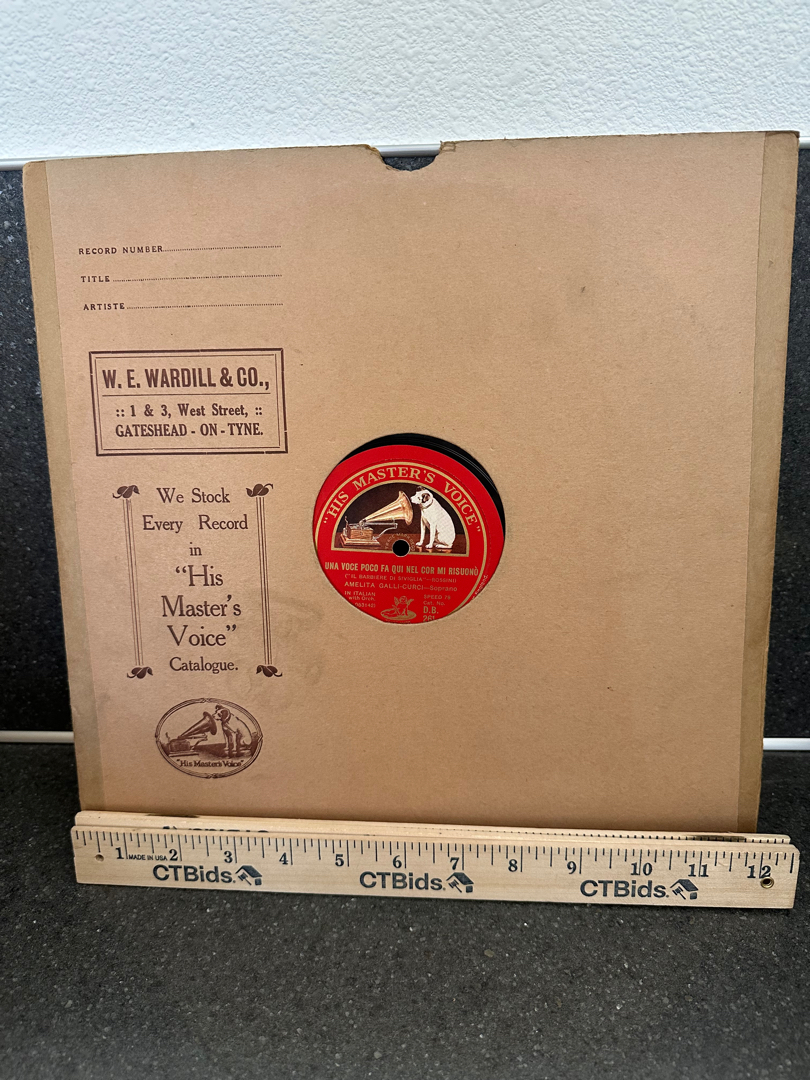 RECORD NUMBER
TITLE
ARTISTE
W. E. WARDILL & CO.,
:: 1 & 3, West Street, ::
GATESHEAD - ON - TYNE.
We Stock
Every Record
in
"His
Master's
Voice"
Catalogue.
"His Master's Voice"
"HIS MASTER'S VOICE"
UNA VOCE POCO FA QUI NEL COR MI RISUONÒ
("IL BARBIERE DI SIVIGLIA"—ROSSINI)
AMELITA GALLI-CURCI—Soprano
IN ITALIAN
with Orch.
SPEED 78
Cat. No.
D.B.
261
1 MADE IN USA 2 3 4 5 6 7 8 9 10 11 12
CTBids. CTBids. CTBids.